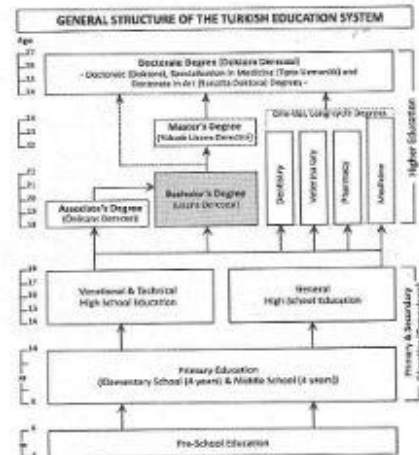 GENERAL STRUCTURE OF THE TURKISH EDUCATION SYSTEM
Age
Doctorate Degree (Doktora Derecesi)
- Doctorate (Doktora), Specialization in Medicine (Tıpta Uzmanlık) and
Doctorate in Art (Sanatta Doktora) Degrees -
Master's Degree
(Yüksek Lisans Derecesi)
One-tier, Long-cycle Degrees
Bachelor's Degree
(Lisans Derecesi)
Associate's Degree
(Önlisans Derecesi)
Dentistry
Veterinary
Pharmacy
Medicine
Higher Education
Vocational & Technical
High School Education
General
High School Education
Primary Education
(Elementary School (4 years) & Middle School (4 years))
Primary & Secondary
Pre-School Education